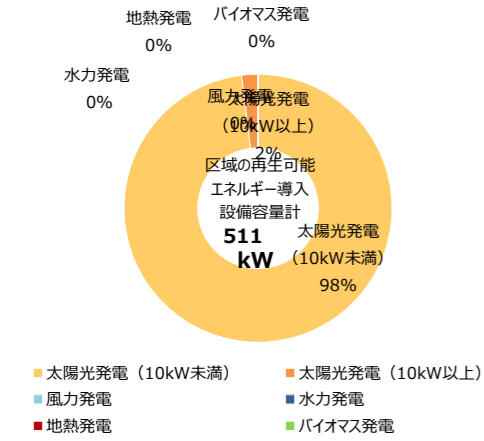 地熱発電
0%
バイオマス発電
0%
水力発電
0%
風力発電
0%
太陽光発電
（10kW以上）
2%
区域の再生可能
エネルギー導入
設備容量計
511
kW
太陽光発電
（10kW未満）
98%
太陽光発電（10kW未満）
太陽光発電（10kW以上）
風力発電
水力発電
地熱発電
バイオマス発電